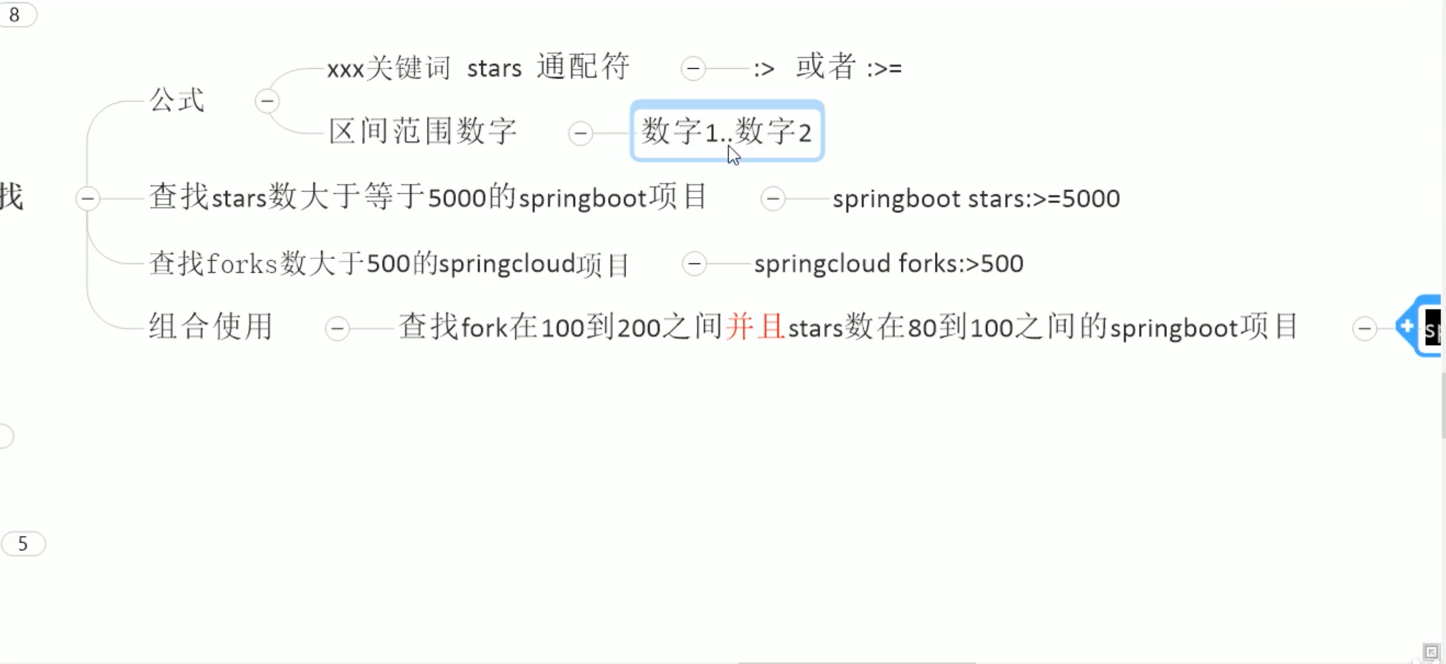 8
xxx关键词 stars 通配符 :> 或者 :>=
公式
区间范围数字 数字1..数字2
找 查找stars数大于等于5000的springboot项目 springboot stars:>=5000
查找forks数大于500的springcloud项目 springcloud forks:>500
组合使用 查找fork在100到200之间并且stars数在80到100之间的springboot项目
5